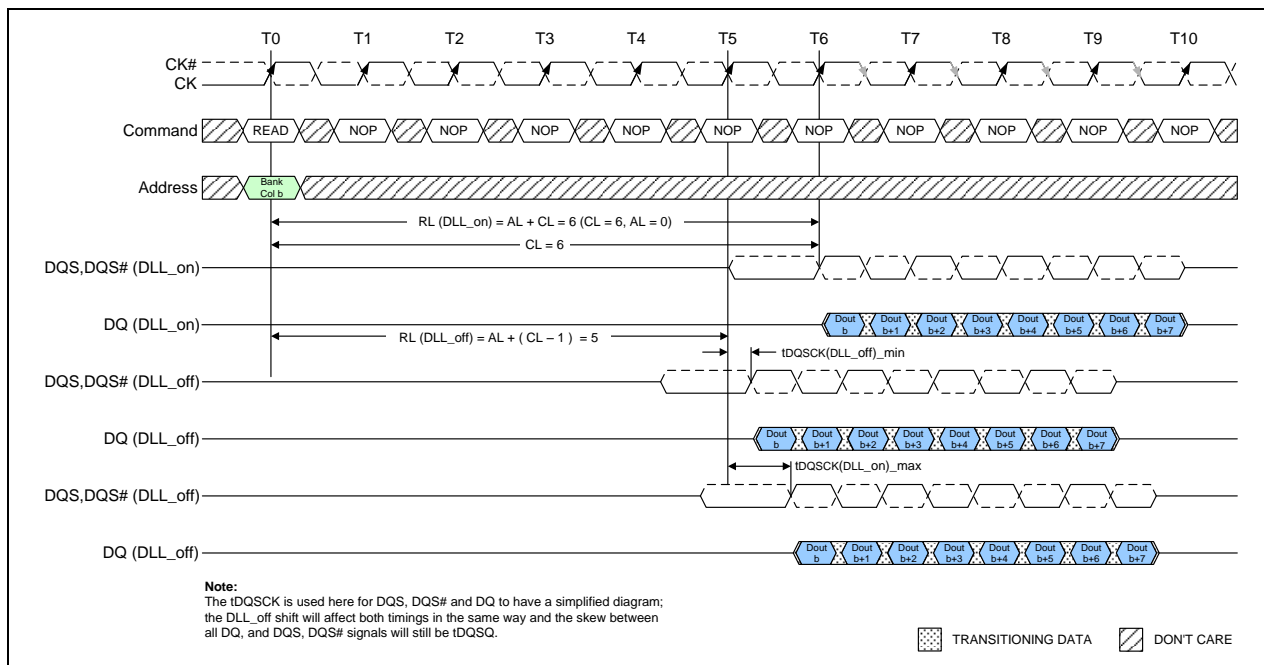 T0 T1 T2 T3 T4 T5 T6 T7 T8 T9 T10
CK#
CK
Command READ NOP NOP NOP NOP NOP NOP NOP NOP NOP NOP
Address Bank
Col b
RL (DLL_on) = AL + CL = 6 (CL = 6, AL = 0)
CL = 6
DQS,DQS# (DLL_on)
DQ (DLL_on) Dout b Dout b+1 Dout b+2 Dout b+3 Dout b+4 Dout b+5 Dout b+6 Dout b+7
RL (DLL_off) = AL + ( CL – 1 ) = 5
tDQSCK(DLL_off)_min
DQS,DQS# (DLL_off)
DQ (DLL_off) Dout b Dout b+1 Dout b+2 Dout b+3 Dout b+4 Dout b+5 Dout b+6 Dout b+7
tDQSCK(DLL_on)_max
DQS,DQS# (DLL_off)
DQ (DLL_off) Dout b Dout b+1 Dout b+2 Dout b+3 Dout b+4 Dout b+5 Dout b+6 Dout b+7
Note:
The tDQSCK is used here for DQS, DQS# and DQ to have a simplified diagram;
the DLL_off shift will affect both timings in the same way and the skew between
all DQ, and DQS, DQS# signals will still be tDQSQ.
TRANSITIONING DATA DON'T CARE